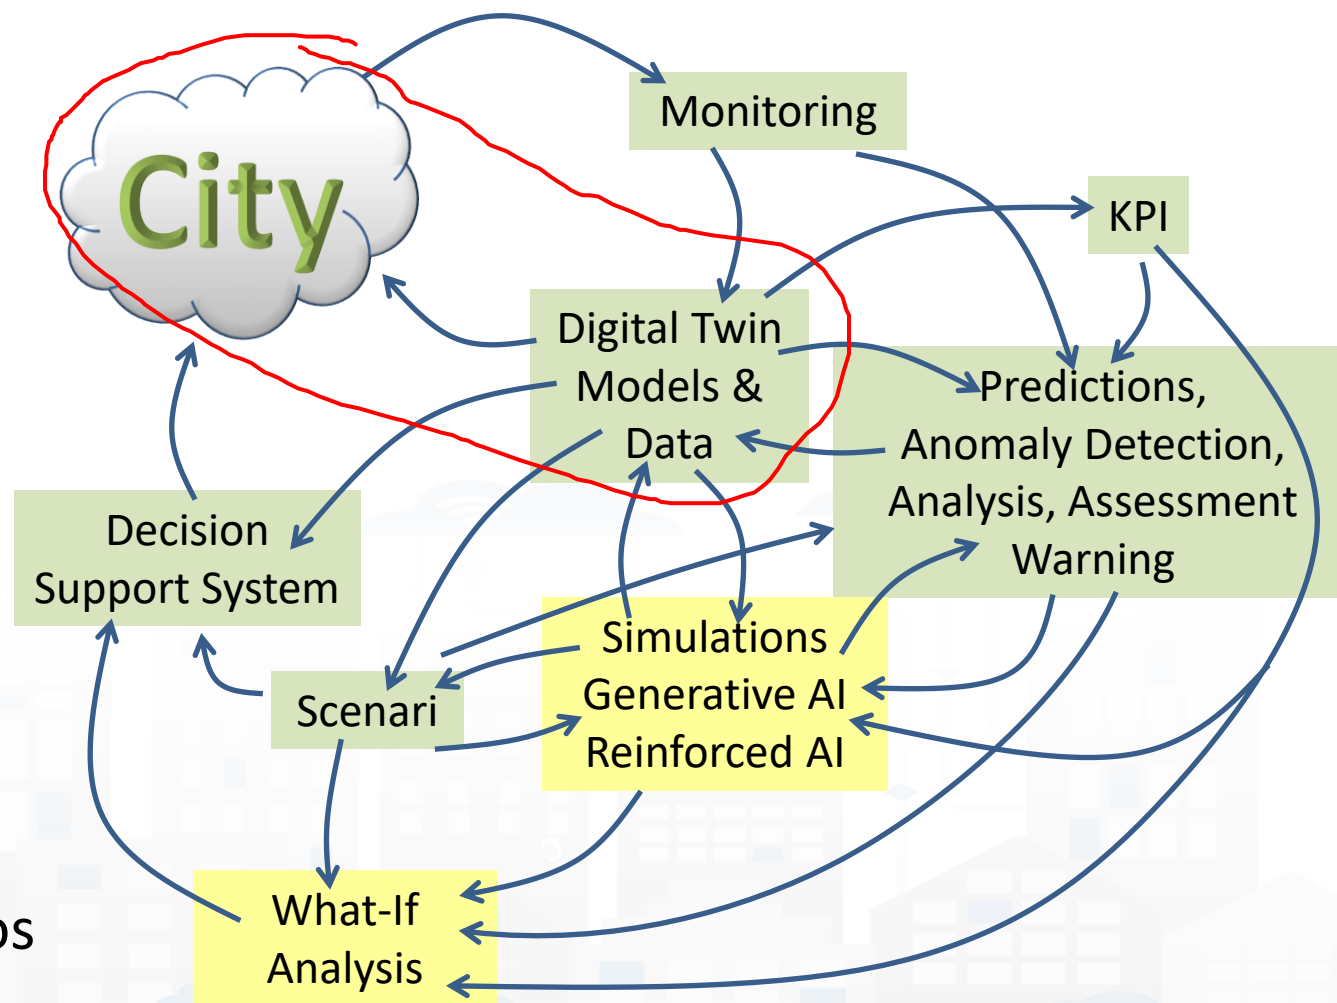 City
Monitoring
KPI
Digital Twin
Models &
Data
Predictions,
Anomaly Detection,
Analysis, Assessment
Warning
Decision
Support System
Simulations
Generative AI
Reinforced AI
Scenari
What-If
Analysis